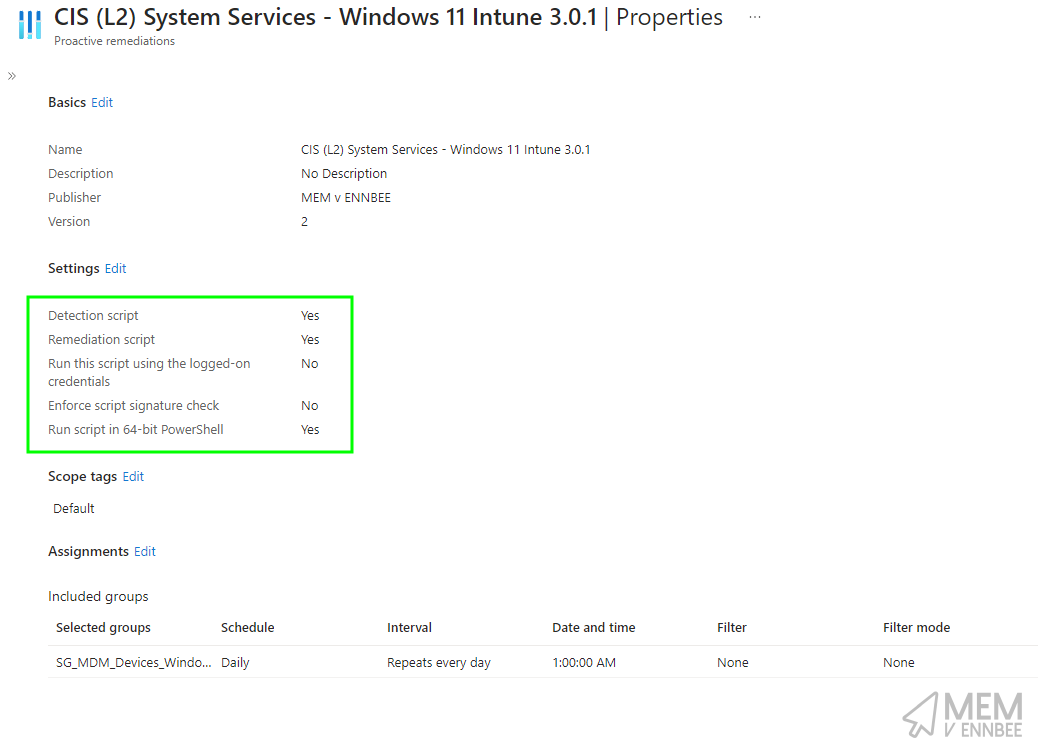 CIS (L2) System Services - Windows 11 Intune 3.0.1 | Properties ...
Proactive remediations
»
Basics Edit
Name CIS (L2) System Services - Windows 11 Intune 3.0.1
Description No Description
Publisher MEM v ENNBEE
Version 2
Settings Edit
Detection script Yes
Remediation script Yes
Run this script using the logged-on No
credentials
Enforce script signature check No
Run script in 64-bit PowerShell Yes
Scope tags Edit
Default
Assignments Edit
Included groups
Selected groups Schedule Interval Date and time Filter Filter mode
SG_MDM_Devices_Windo... Daily Repeats every day 1:00:00 AM None None
MEM
V ENNBEE